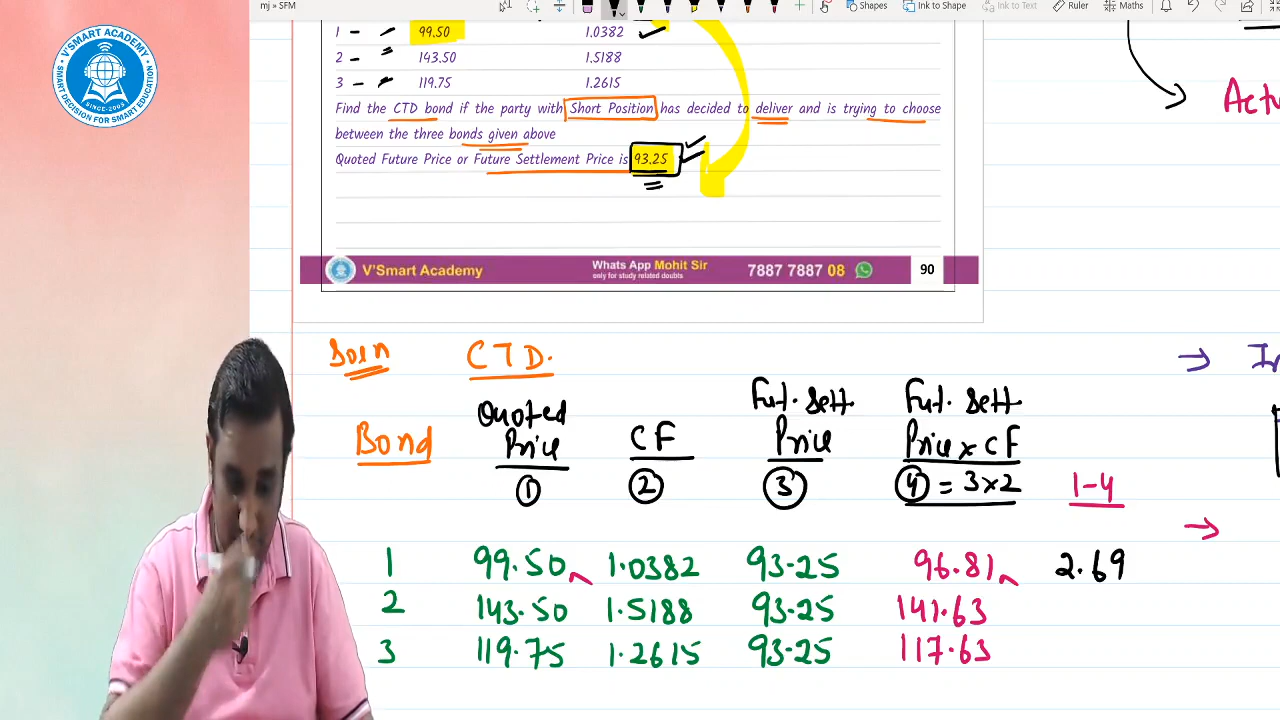 mj » SFM
Shapes
Ink to Shape
Ink to Text
Ruler
Maths
V'SMART ACADEMY
SMART DECISION FOR SMART EDUCATION
SINCE-2005
1 - 99.50 1.0382
2 - 143.50 1.5188
3 - 119.75 1.2615
Find the CTD bond if the party with Short Position has decided to deliver and is trying to choose
between the three bonds given above
Quoted Future Price or Future Settlement Price is 93.25
V'Smart Academy
Whats App Mohit Sir
only for study related doubts
7887 7887 08
90
Soln CTD.
Bond Quoted Price CF Fut. Sett. Price Fut. Sett Price x CF
① ② ③ ④ = 3x2 1-4
1 99.50 1.0382 93.25 96.81 2.69
2 143.50 1.5188 93.25 141.63
3 119.75 1.2615 93.25 117.63